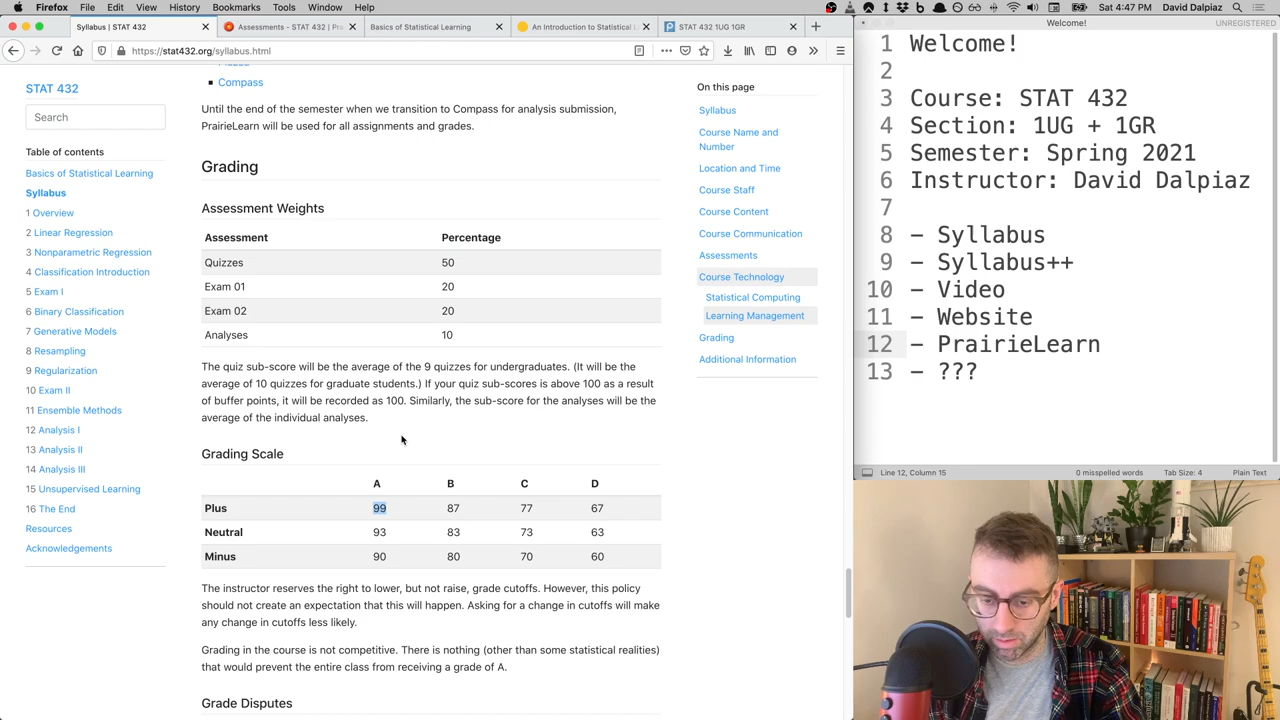 Firefox File Edit View History Bookmarks Tools Window Help
Sat 4:47 PM David Dalpiaz
Syllabus | STAT 432
Assessments - STAT 432 | Pra
Basics of Statistical Learning
An Introduction to Statistical
STAT 432 1UG 1GR
https://stat432.org/syllabus.html
STAT 432
Search
Table of contents
Basics of Statistical Learning
Syllabus
1 Overview
2 Linear Regression
3 Nonparametric Regression
4 Classification Introduction
5 Exam I
6 Binary Classification
7 Generative Models
8 Resampling
9 Regularization
10 Exam II
11 Ensemble Methods
12 Analysis I
13 Analysis II
14 Analysis III
15 Unsupervised Learning
16 The End
Resources
Acknowledgements
Compass
Until the end of the semester when we transition to Compass for analysis submission,
PrairieLearn will be used for all assignments and grades.
Grading
Assessment Weights
Assessment Percentage
Quizzes 50
Exam 01 20
Exam 02 20
Analyses 10
The quiz sub-score will be the average of the 9 quizzes for undergraduates. (It will be the
average of 10 quizzes for graduate students.) If your quiz sub-scores is above 100 as a result
of buffer points, it will be recorded as 100. Similarly, the sub-score for the analyses will be the
average of the individual analyses.
Grading Scale
A B C D
Plus 99 87 77 67
Neutral 93 83 73 63
Minus 90 80 70 60
The instructor reserves the right to lower, but not raise, grade cutoffs. However, this policy
should not create an expectation that this will happen. Asking for a change in cutoffs will make
any change in cutoffs less likely.
Grading in the course is not competitive. There is nothing (other than some statistical realities)
that would prevent the entire class from receiving a grade of A.
Grade Disputes
On this page
Syllabus
Course Name and
Number
Location and Time
Course Staff
Course Content
Course Communication
Assessments
Course Technology
Statistical Computing
Learning Management
Grading
Additional Information
Welcome! UNREGISTERED
1 Welcome!
2
3 Course: STAT 432
4 Section: 1UG + 1GR
5 Semester: Spring 2021
6 Instructor: David Dalpiaz
7
8 - Syllabus
9 - Syllabus++
10 - Video
11 - Website
12 - PrairieLearn
13 - ???
Line 12, Column 15 0 misspelled words Tab Size: 4 Plain Text